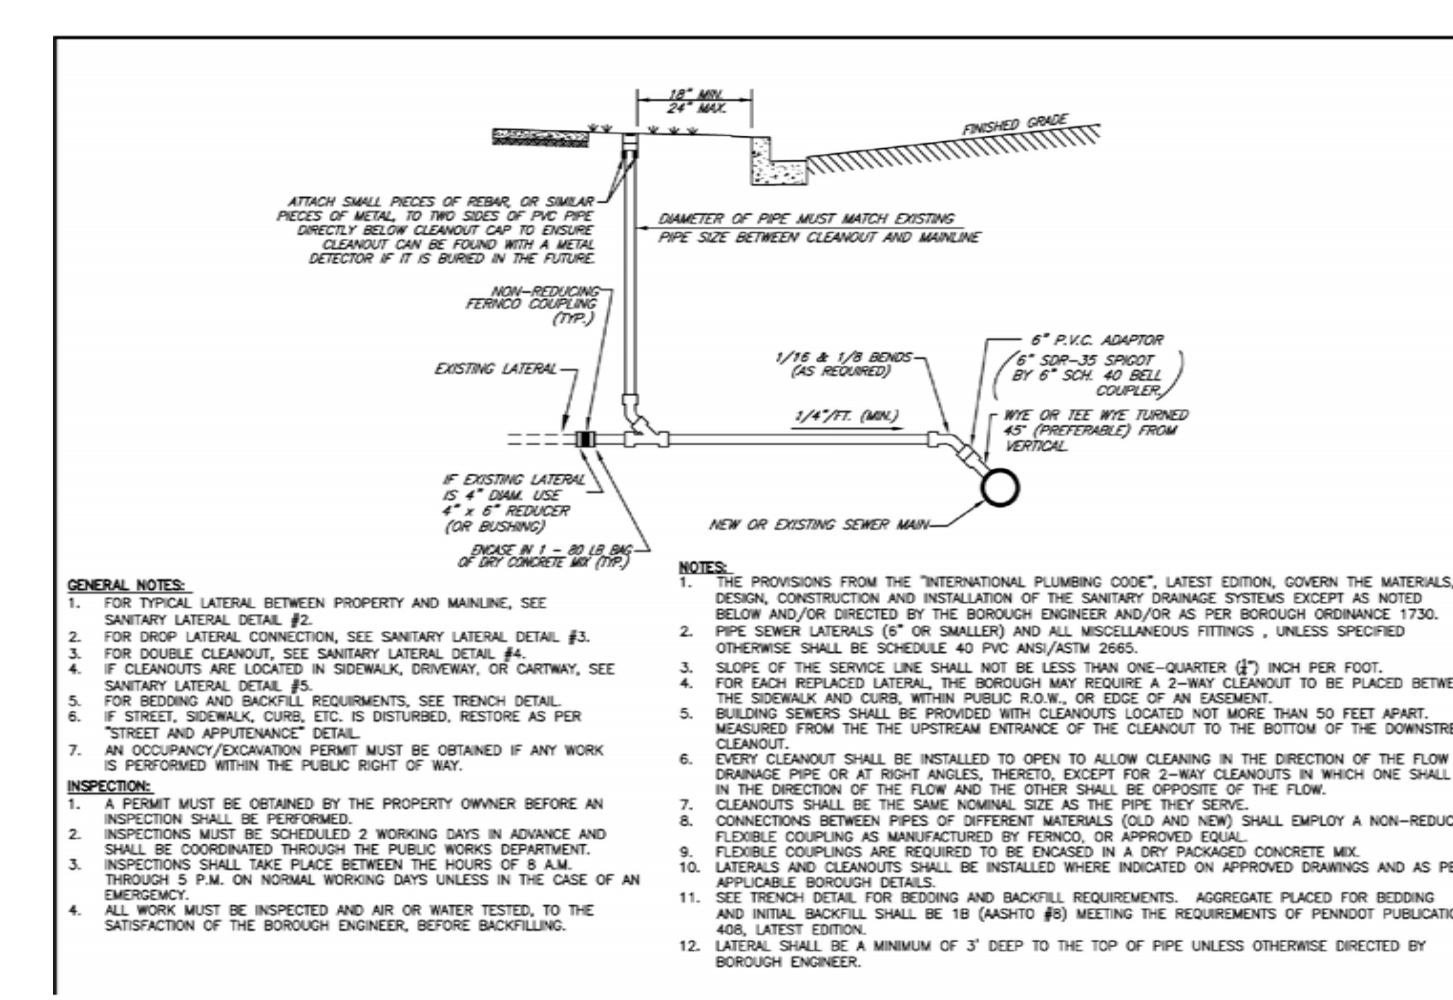 18" MIN.
24" MAX.
FINISHED GRADE
ATTACH SMALL PIECES OF REBAR, OR SIMILAR
PIECES OF METAL, TO TWO SIDES OF PVC PIPE
DIRECTLY BELOW CLEANOUT CAP TO ENSURE
CLEANOUT CAN BE FOUND WITH A METAL
DETECTOR IF IT IS BURIED IN THE FUTURE.
DIAMETER OF PIPE MUST MATCH EXISTING
PIPE SIZE BETWEEN CLEANOUT AND MAINLINE
NON-REDUCING
FERNCO COUPLING
(TYP.)
EXISTING LATERAL
1/16 & 1/8 BENDS
(AS REQUIRED)
6" P.V.C. ADAPTOR
(6" SDR-35 SPIGOT
BY 6" SCH. 40 BELL
COUPLER.)
1/4"/FT. (MIN.)
WYE OR TEE WYE TURNED
45° (PREFERABLE) FROM
VERTICAL.
IF EXISTING LATERAL
IS 4" DIAM. USE
4" x 6" REDUCER
(OR BUSHING)
NEW OR EXISTING SEWER MAIN
ENCASE IN 1 - 80 LB BAG
OF DRY CONCRETE MIX (TYP.)
GENERAL NOTES:
1. FOR TYPICAL LATERAL BETWEEN PROPERTY AND MAINLINE, SEE
SANITARY LATERAL DETAIL #2.
2. FOR DROP LATERAL CONNECTION, SEE SANITARY LATERAL DETAIL #3.
3. FOR DOUBLE CLEANOUT, SEE SANITARY LATERAL DETAIL #4.
4. IF CLEANOUTS ARE LOCATED IN SIDEWALK, DRIVEWAY, OR CARTWAY, SEE
SANITARY LATERAL DETAIL #5.
5. FOR BEDDING AND BACKFILL REQUIRMENTS, SEE TRENCH DETAIL.
6. IF STREET, SIDEWALK, CURB, ETC. IS DISTURBED, RESTORE AS PER
"STREET AND APPUTENANCE" DETAIL.
7. AN OCCUPANCY/EXCAVATION PERMIT MUST BE OBTAINED IF ANY WORK
IS PERFORMED WITHIN THE PUBLIC RIGHT OF WAY.
INSPECTION:
1. A PERMIT MUST BE OBTAINED BY THE PROPERTY OWVNER BEFORE AN
INSPECTION SHALL BE PERFORMED.
2. INSPECTIONS MUST BE SCHEDULED 2 WORKING DAYS IN ADVANCE AND
SHALL BE COORDINATED THROUGH THE PUBLIC WORKS DEPARTMENT.
3. INSPECTIONS SHALL TAKE PLACE BETWEEN THE HOURS OF 8 A.M.
THROUGH 5 P.M. ON NORMAL WORKING DAYS UNLESS IN THE CASE OF AN
EMERGEMCY.
4. ALL WORK MUST BE INSPECTED AND AIR OR WATER TESTED, TO THE
SATISFACTION OF THE BOROUGH ENGINEER, BEFORE BACKFILLING.
NOTES:
1. THE PROVISIONS FROM THE "INTERNATIONAL PLUMBING CODE", LATEST EDITION, GOVERN THE MATERIALS,
DESIGN, CONSTRUCTION AND INSTALLATION OF THE SANITARY DRAINAGE SYSTEMS EXCEPT AS NOTED
BELOW AND/OR DIRECTED BY THE BOROUGH ENGINEER AND/OR AS PER BOROUGH ORDINANCE 1730.
2. PIPE SEWER LATERALS (6" OR SMALLER) AND ALL MISCELLANEOUS FITTINGS , UNLESS SPECIFIED
OTHERWISE SHALL BE SCHEDULE 40 PVC ANSI/ASTM 2665.
3. SLOPE OF THE SERVICE LINE SHALL NOT BE LESS THAN ONE-QUARTER (¼") INCH PER FOOT.
4. FOR EACH REPLACED LATERAL, THE BOROUGH MAY REQUIRE A 2-WAY CLEANOUT TO BE PLACED BETWE
THE SIDEWALK AND CURB, WITHIN PUBLIC R.O.W., OR EDGE OF AN EASEMENT.
5. BUILDING SEWERS SHALL BE PROVIDED WITH CLEANOUTS LOCATED NOT MORE THAN 50 FEET APART.
MEASURED FROM THE THE UPSTREAM ENTRANCE OF THE CLEANOUT TO THE BOTTOM OF THE DOWNSTRE
CLEANOUT.
6. EVERY CLEANOUT SHALL BE INSTALLED TO OPEN TO ALLOW CLEANING IN THE DIRECTION OF THE FLOW
DRAINAGE PIPE OR AT RIGHT ANGLES, THERETO, EXCEPT FOR 2-WAY CLEANOUTS IN WHICH ONE SHALL
IN THE DIRECTION OF THE FLOW AND THE OTHER SHALL BE OPPOSITE OF THE FLOW.
7. CLEANOUTS SHALL BE THE SAME NOMINAL SIZE AS THE PIPE THEY SERVE.
8. CONNECTIONS BETWEEN PIPES OF DIFFERENT MATERIALS (OLD AND NEW) SHALL EMPLOY A NON-REDUC
FLEXIBLE COUPLING AS MANUFACTURED BY FERNCO, OR APPROVED EQUAL.
9. FLEXIBLE COUPLINGS ARE REQUIRED TO BE ENCASED IN A DRY PACKAGED CONCRETE MIX.
10. LATERALS AND CLEANOUTS SHALL BE INSTALLED WHERE INDICATED ON APPROVED DRAWINGS AND AS PE
APPLICABLE BOROUGH DETAILS.
11. SEE TRENCH DETAIL FOR BEDDING AND BACKFILL REQUIREMENTS. AGGREGATE PLACED FOR BEDDING
AND INITIAL BACKFILL SHALL BE 1B (AASHTO #8) MEETING THE REQUIREMENTS OF PENNDOT PUBLICATIO
408, LATEST EDITION.
12. LATERAL SHALL BE A MINIMUM OF 3' DEEP TO THE TOP OF PIPE UNLESS OTHERWISE DIRECTED BY
BOROUGH ENGINEER.